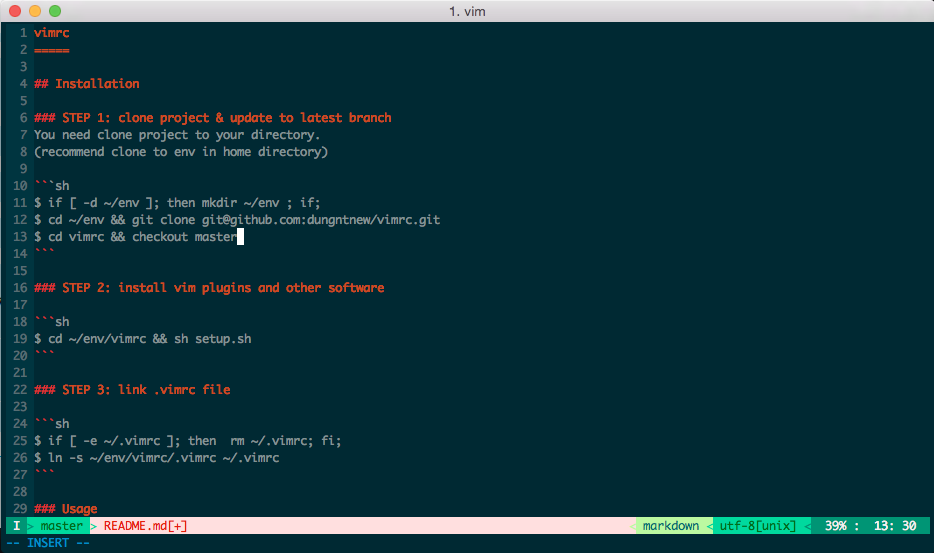 1. vim
1 vimrc
2 =====
3
4 ## Installation
5
6 ### STEP 1: clone project & update to latest branch
7 You need clone project to your directory.
8 (recommend clone to env in home directory)
9
10 ```sh
11 $ if [ -d ~/env ]; then mkdir ~/env ; if;
12 $ cd ~/env && git clone git@github.com:dungntnew/vimrc.git
13 $ cd vimrc && checkout master
14 ```
15
16 ### STEP 2: install vim plugins and other software
17
18 ```sh
19 $ cd ~/env/vimrc && sh setup.sh
20 ```
21
22 ### STEP 3: link .vimrc file
23
24 ```sh
25 $ if [ -e ~/.vimrc ]; then  rm ~/.vimrc; fi;
26 $ ln -s ~/env/vimrc/.vimrc ~/.vimrc
27 ```
28
29 ### Usage
I > master > README.md[+] < markdown < utf-8[unix] < 39% : 13: 30
-- INSERT --